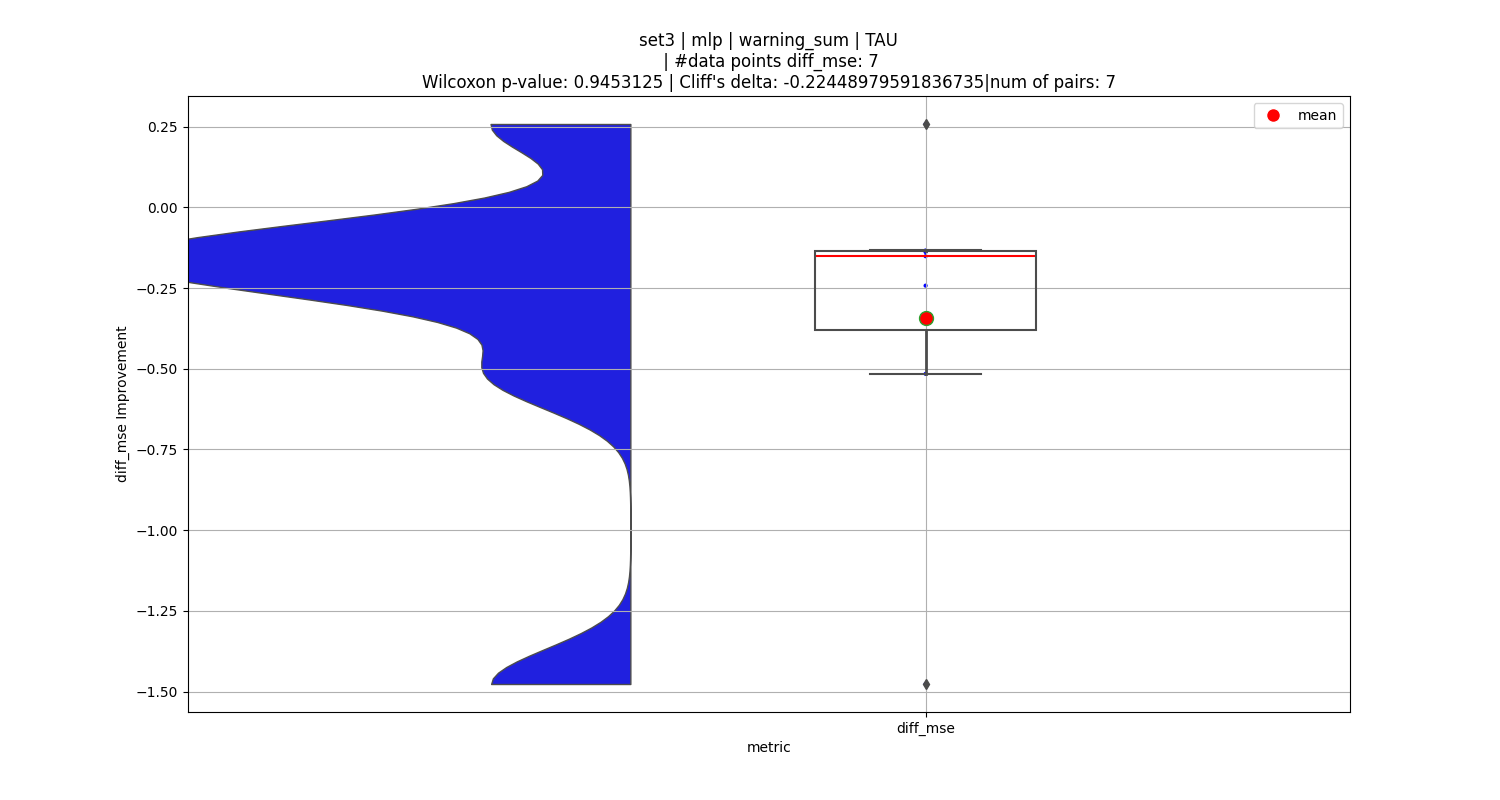 set3 | mlp | warning_sum | TAU
| #data points diff_mse: 7
Wilcoxon p-value: 0.9453125 | Cliff's delta: -0.22448979591836735|num of pairs: 7
mean
0.25
0.00
−0.25
−0.50
−0.75
−1.00
−1.25
−1.50
diff_mse Improvement
diff_mse
metric